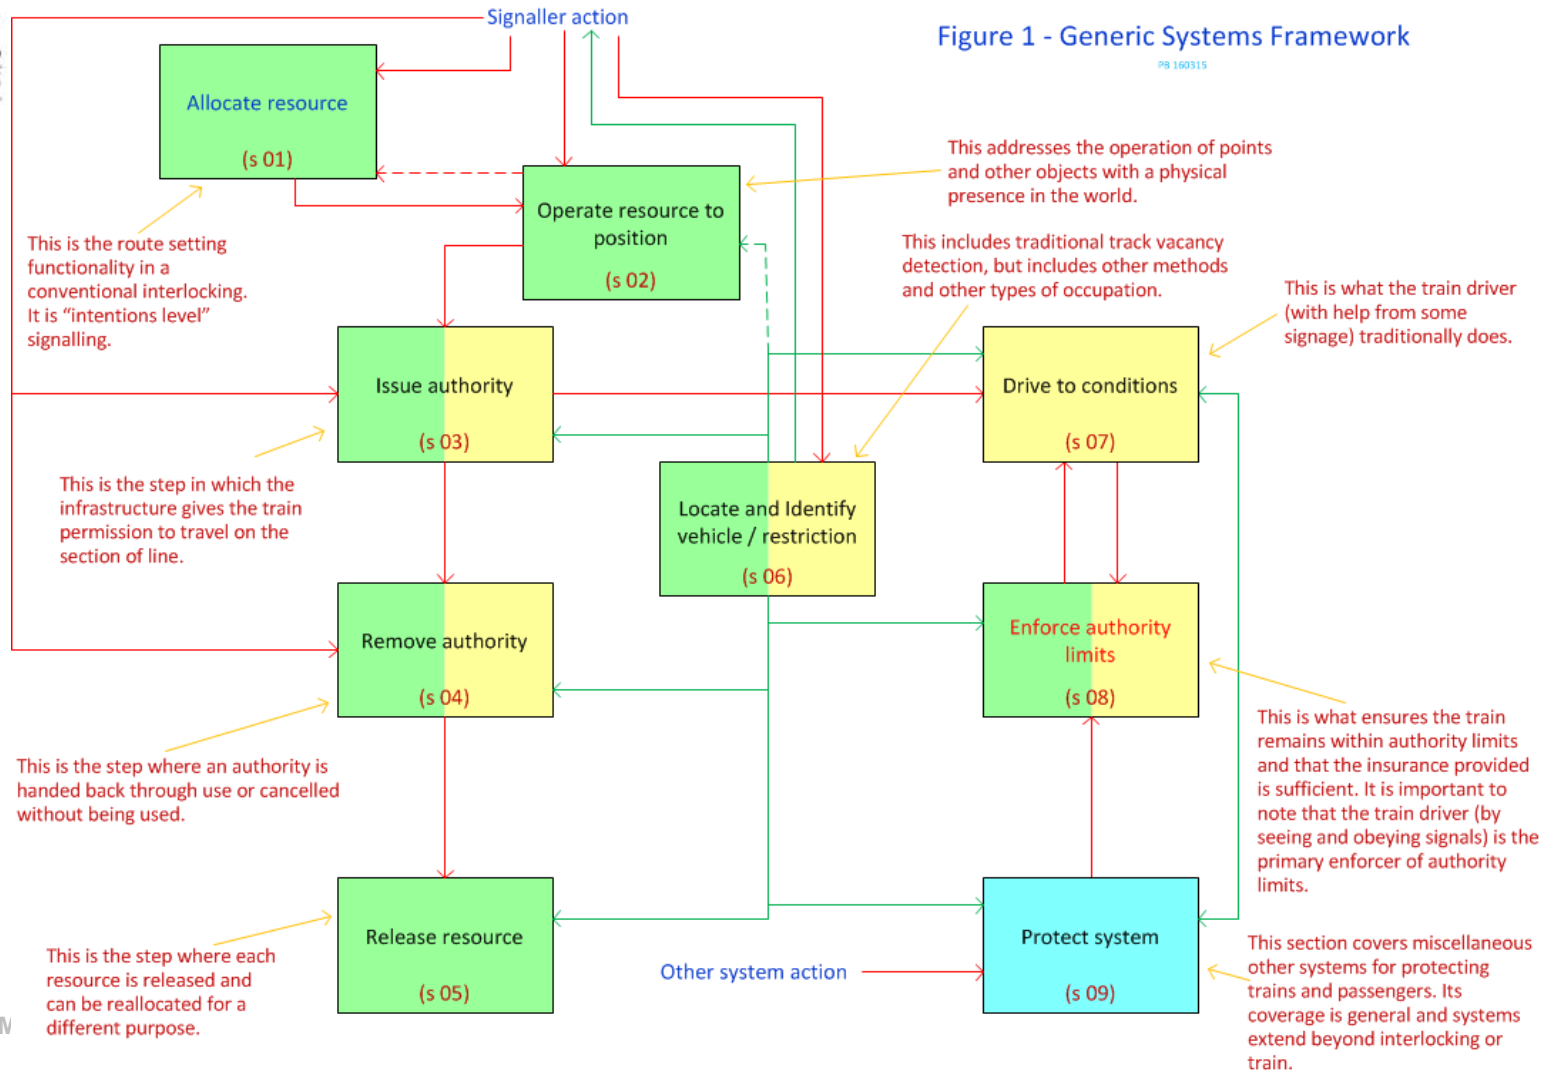 Signaller action
Figure 1 - Generic Systems Framework
PB 160315
Allocate resource
(s 01)
This addresses the operation of points
and other objects with a physical
presence in the world.
Operate resource to
position
(s 02)
This is the route setting
functionality in a
conventional interlocking.
It is “intentions level”
signalling.
This includes traditional track vacancy
detection, but includes other methods
and other types of occupation.
This is what the train driver
(with help from some
signage) traditionally does.
Issue authority
(s 03)
Drive to conditions
(s 07)
This is the step in which the
infrastructure gives the train
permission to travel on the
section of line.
Locate and Identify
vehicle / restriction
(s 06)
Remove authority
(s 04)
Enforce authority
limits
(s 08)
This is the step where an authority is
handed back through use or cancelled
without being used.
This is what ensures the train
remains within authority limits
and that the insurance provided
is sufficient. It is important to
note that the train driver (by
seeing and obeying signals) is the
primary enforcer of authority
limits.
Release resource
(s 05)
This is the step where each
resource is released and
can be reallocated for a
different purpose.
Other system action
Protect system
(s 09)
This section covers miscellaneous
other systems for protecting
trains and passengers. Its
coverage is general and systems
extend beyond interlocking or
train.